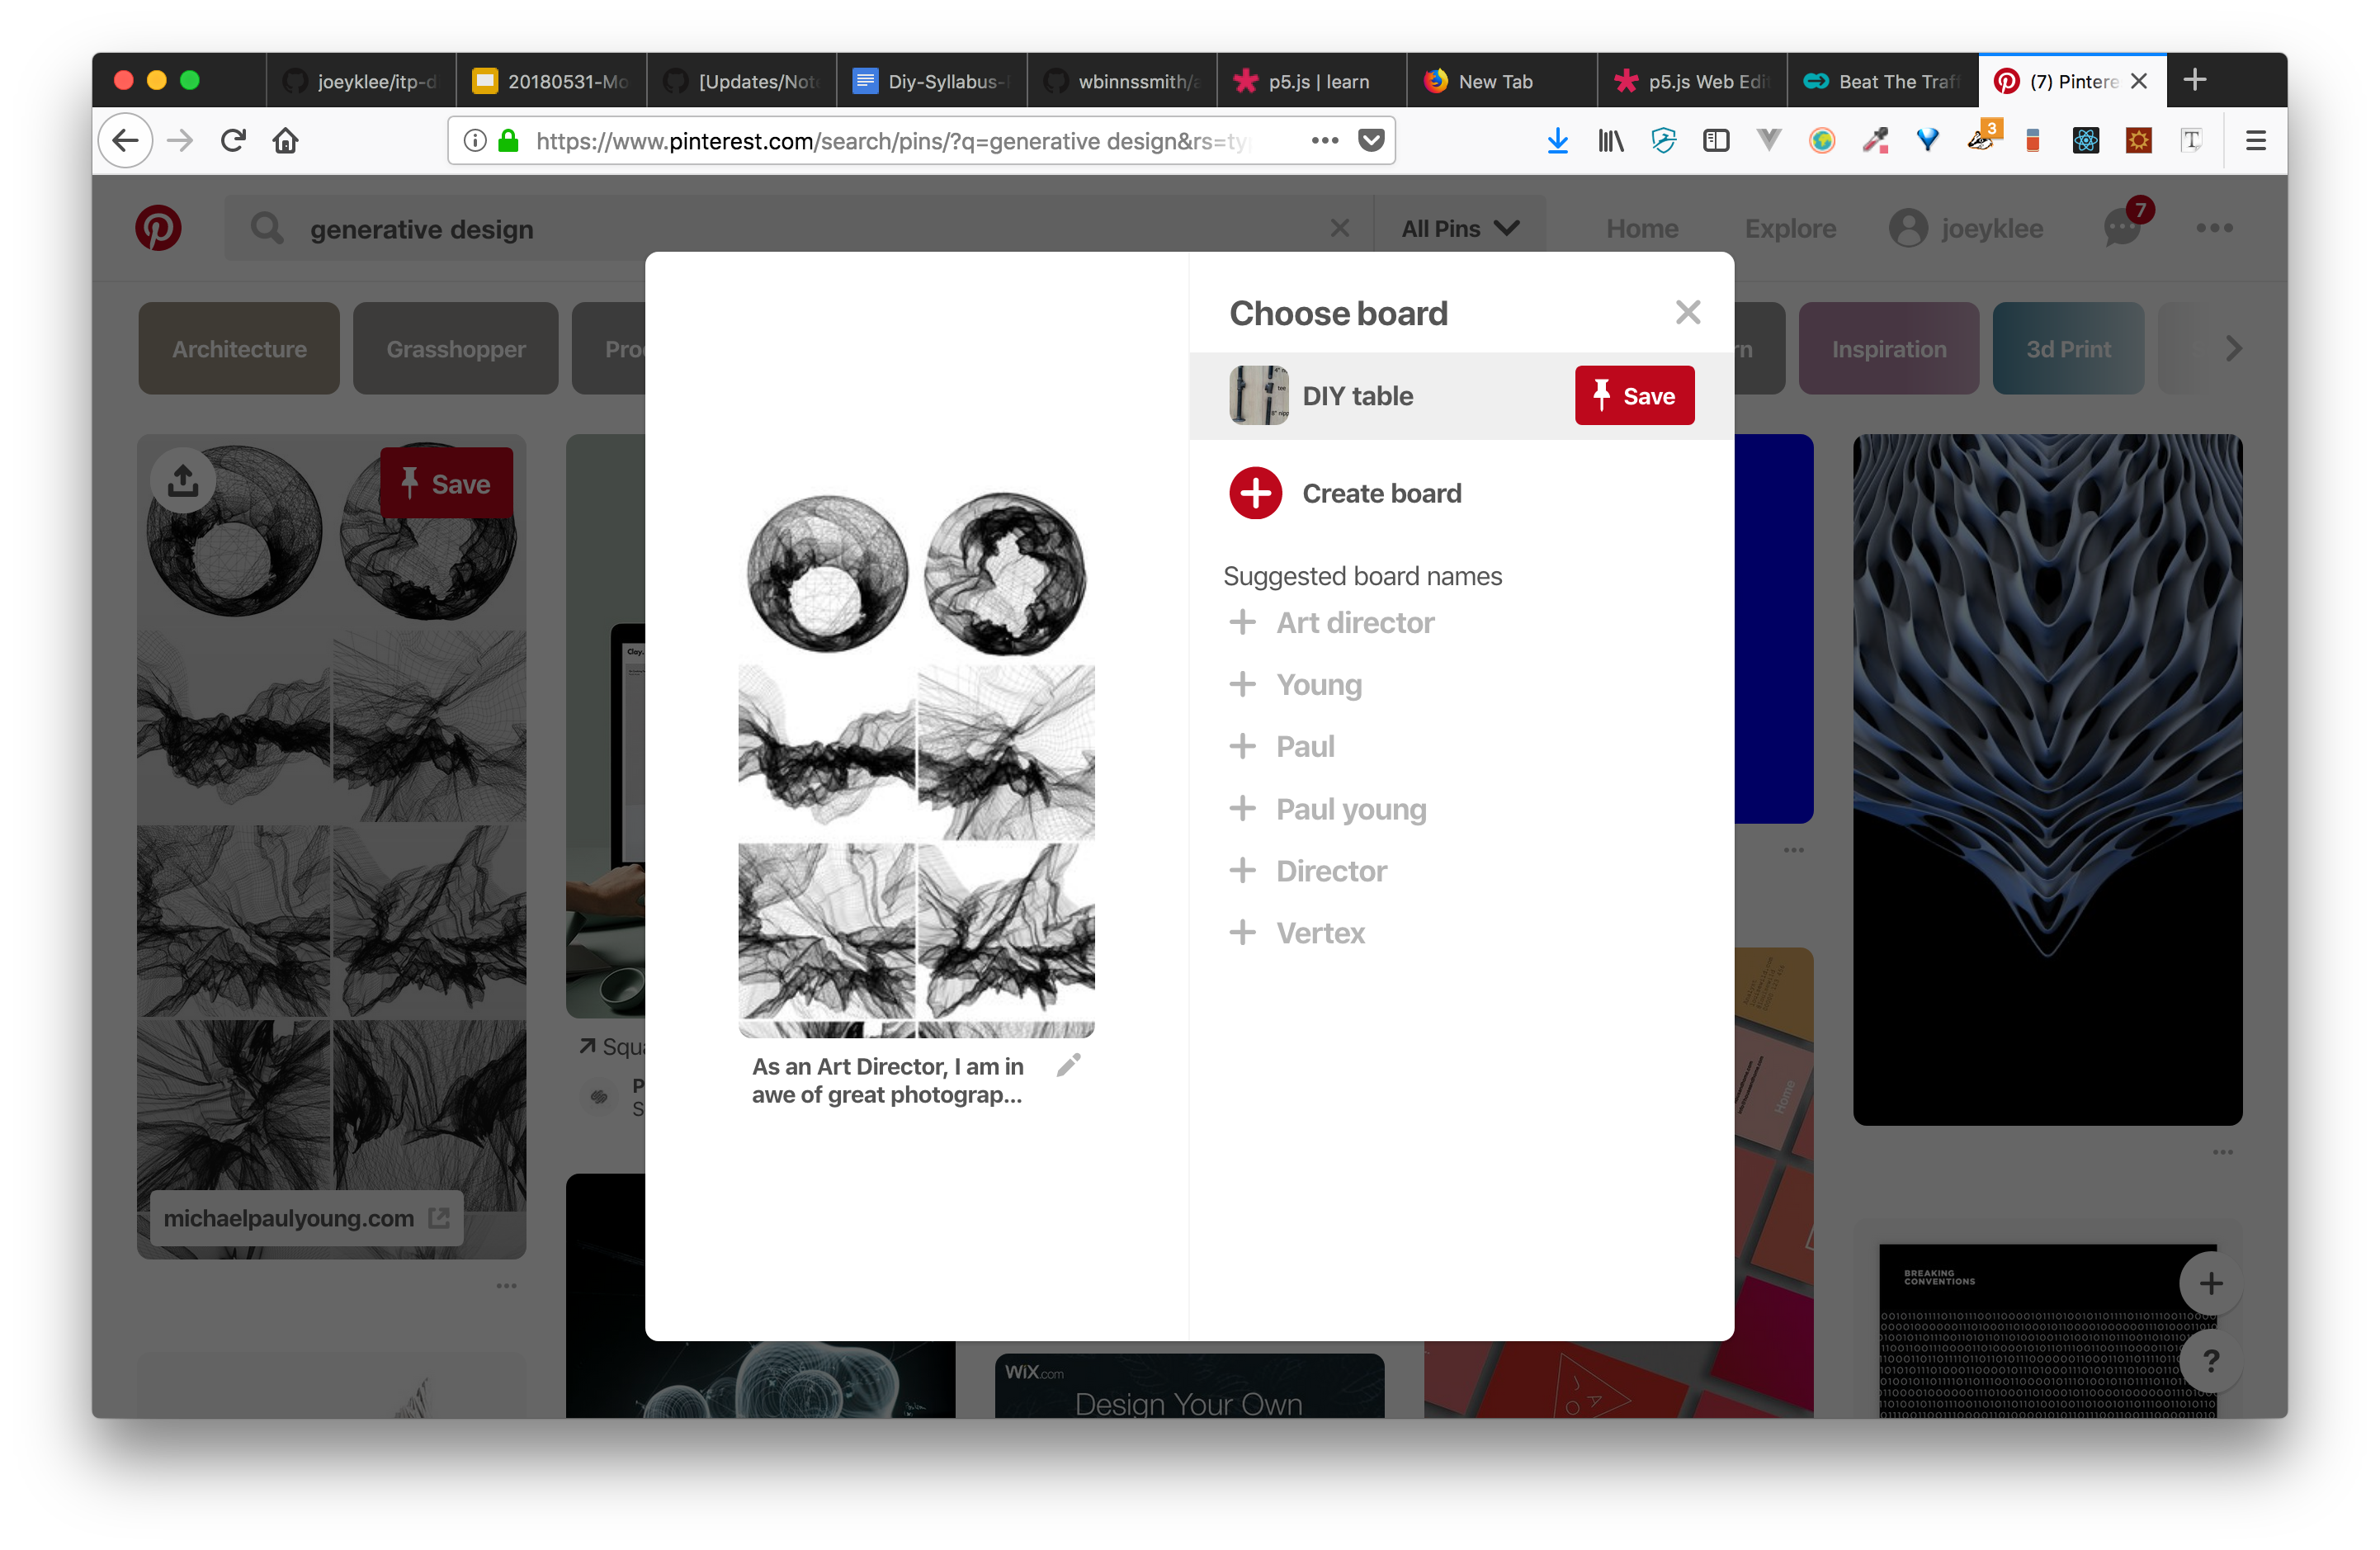 joeyklee/itp-d
20180531-Mo
[Updates/Note
Diy-Syllabus-
wbinnssmith/a
p5.js | learn
New Tab
p5.js Web Edi
Beat The Traf
(7) Pintere
https://www.pinterest.com/search/pins/?q=generative design&rs=ty
3
T
generative design
All Pins
Home
Explore
joeyklee
7
Architecture
Grasshopper
Pro
rn
Inspiration
3d Print
Save
michaelpaulyoung.com
Clay.
Squa
P
S
Choose board
DIY table
Save
Create board
Suggested board names
Art director
Young
Paul
Paul young
Director
Vertex
As an Art Director, I am in
awe of great photograp...
WiX.com
Design Your Own
Home
BREAKING
CONVENTIONS
?